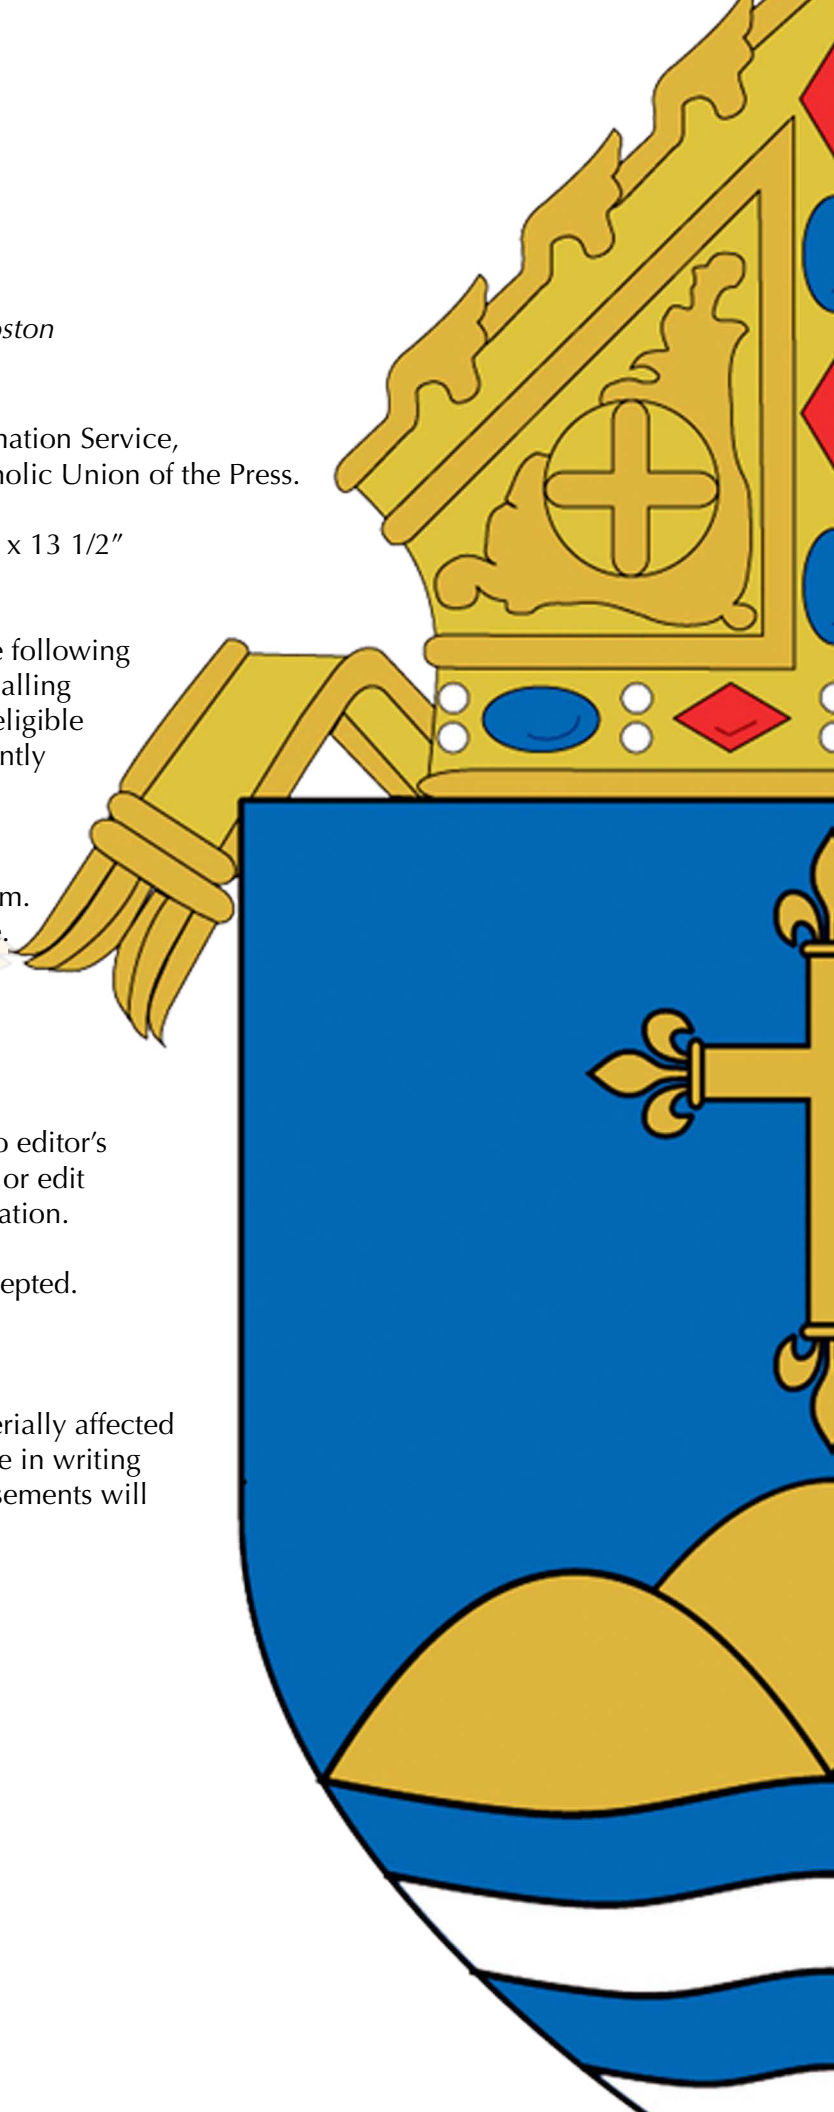 ston
nation Service,
holic Union of the Press.
x 13 1/2”
following
alling
eligible
ntly
m.
editor’s
or edit
ation.
epted.
erially affected
e in writing
sements will